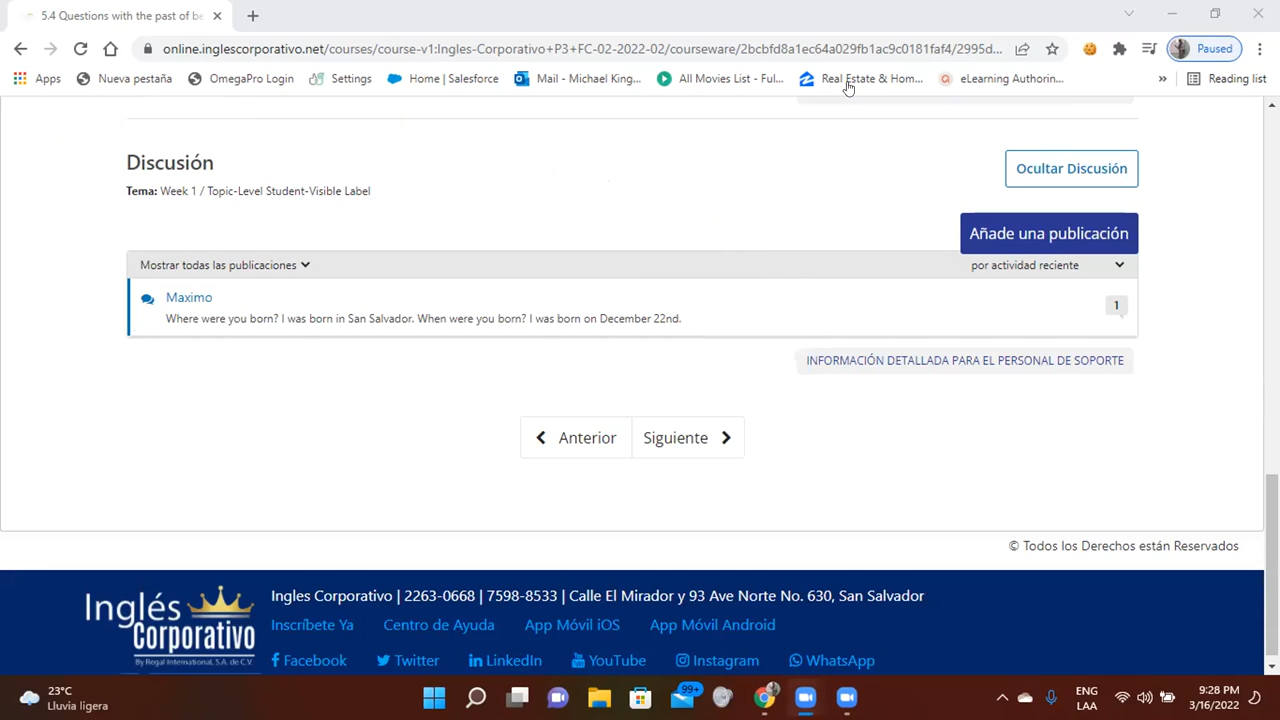 5.4 Questions with the past of be
online.inglescorporativo.net/courses/course-v1:Ingles-Corporativo+P3+FC-02-2022-02/courseware/2bcbfd8a1ec64a029fb1ac9c0181faf4/2995d...
Paused
Apps
Nueva pestaña
OmegaPro Login
Settings
Home | Salesforce
Mail - Michael King...
All Movies List - Ful...
Real Estate & Hom...
eLearning Authorin...
»
Reading list
Discusión
Ocultar Discusión
Tema: Week 1 / Topic-Level Student-Visible Label
Añade una publicación
Mostrar todas las publicaciones
por actividad reciente
Maximo
1
Where were you born? I was born in San Salvador. When were you born? I was born on December 22nd.
INFORMACIÓN DETALLADA PARA EL PERSONAL DE SOPORTE
Anterior
Siguiente
© Todos los Derechos están Reservados
Inglés Corporativo
By Regal International, S.A. de C.V.
Ingles Corporativo | 2263-0668 | 7598-8533 | Calle El Mirador y 93 Ave Norte No. 630, San Salvador
Inscríbete Ya
Centro de Ayuda
App Móvil iOS
App Móvil Android
Facebook
Twitter
LinkedIn
YouTube
Instagram
WhatsApp
23°C
Lluvia ligera
99+
ENG
LAA
9:28 PM
3/16/2022